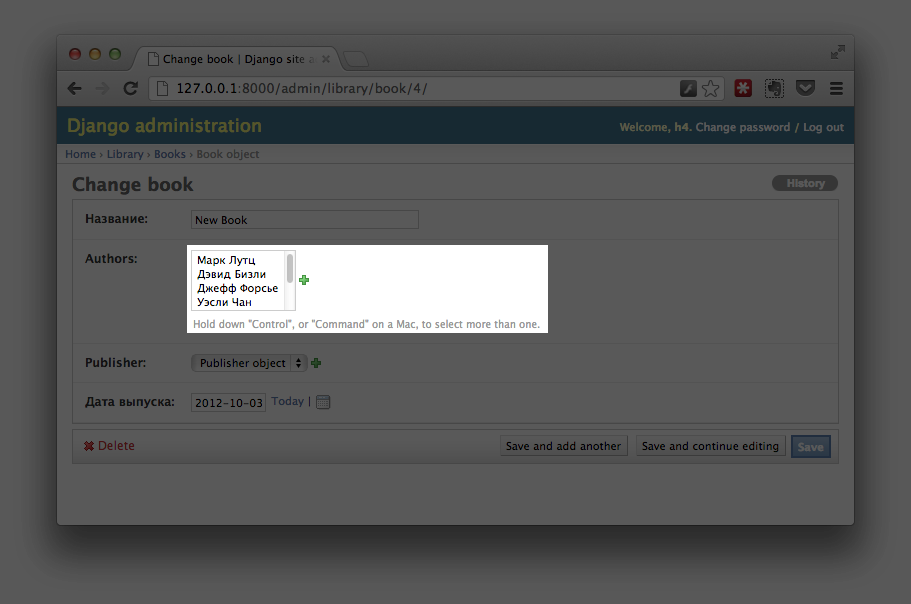 Change book | Django site a
127.0.0.1:8000/admin/library/book/4/
Django administration
Welcome, h4. Change password / Log out
Home › Library › Books › Book object
Change book
History
Название:
New Book
Authors:
Марк Лутц
Дэвид Бизли
Джефф Форсье
Уэсли Чан
Hold down "Control", or "Command" on a Mac, to select more than one.
Publisher:
Publisher object
Дата выпуска:
2012-10-03
Today |
Delete
Save and add another
Save and continue editing
Save